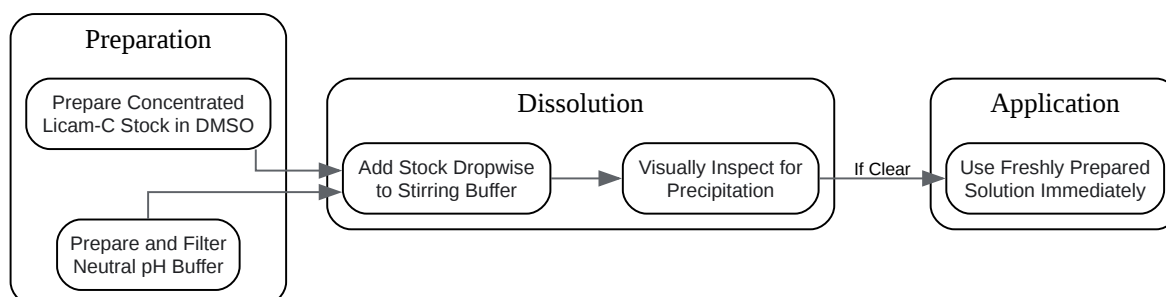 Preparation
Prepare Concentrated
Licam-C Stock in DMSO
Prepare and Filter
Neutral pH Buffer
Dissolution
Add Stock Dropwise
to Stirring Buffer
Visually Inspect for
Precipitation
If Clear
Application
Use Freshly Prepared
Solution Immediately